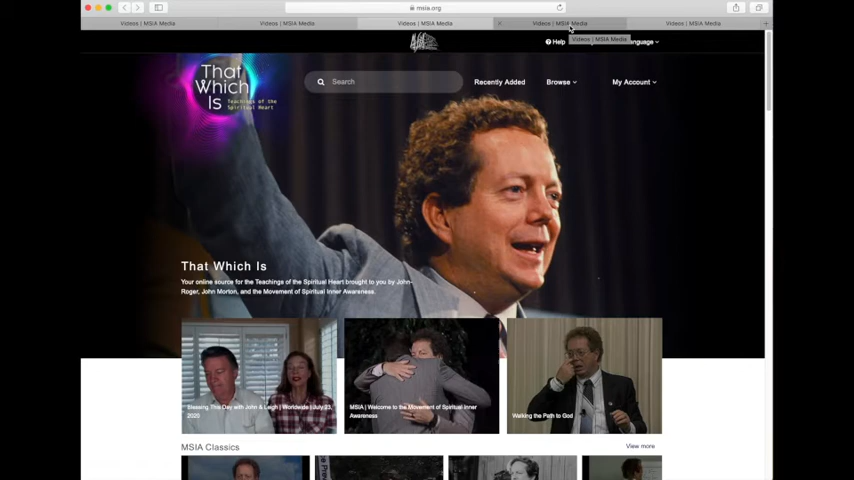 msia.org
Videos | MSIA Media
Videos | MSIA Media
Videos | MSIA Media
Videos | MSIA Media
Videos | MSIA Media
Videos | MSIA Media
Help
Language
That
Which
Is
Teachings of the
Spiritual Heart
Search
Recently Added
Browse
My Account
That Which Is
Your online source for the Teachings of the Spiritual Heart brought to you by John-
Roger, John Morton, and the Movement of Spiritual Inner Awareness.
Blessing This Day with John & Leigh | Worldwide | July 23,
2020
MSIA | Welcome to the Movement of Spiritual Inner
Awareness
Walking the Path to God
MSIA Classics
View more